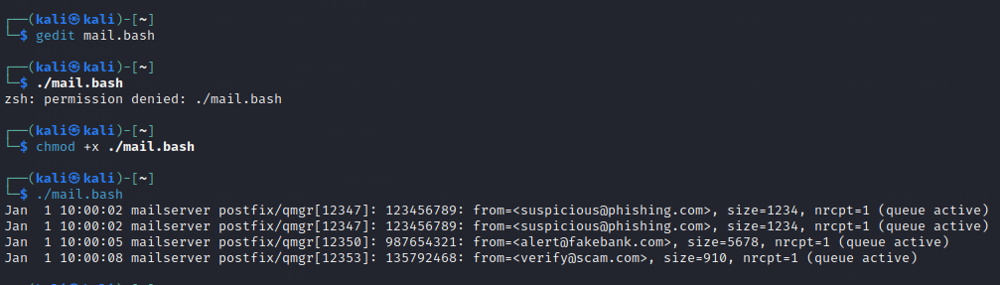 ┌──(kali㉿kali)-[~]
└─$ gedit mail.bash
┌──(kali㉿kali)-[~]
└─$ ./mail.bash
zsh: permission denied: ./mail.bash
┌──(kali㉿kali)-[~]
└─$ chmod +x ./mail.bash
┌──(kali㉿kali)-[~]
└─$ ./mail.bash
Jan  1 10:00:02 mailserver postfix/qmgr[12347]: 123456789: from=<suspicious@phishing.com>, size=1234, nrcpt=1 (queue active)
Jan  1 10:00:02 mailserver postfix/qmgr[12347]: 123456789: from=<suspicious@phishing.com>, size=1234, nrcpt=1 (queue active)
Jan  1 10:00:05 mailserver postfix/qmgr[12350]: 987654321: from=<alert@fakebank.com>, size=5678, nrcpt=1 (queue active)
Jan  1 10:00:08 mailserver postfix/qmgr[12353]: 135792468: from=<verify@scam.com>, size=910, nrcpt=1 (queue active)